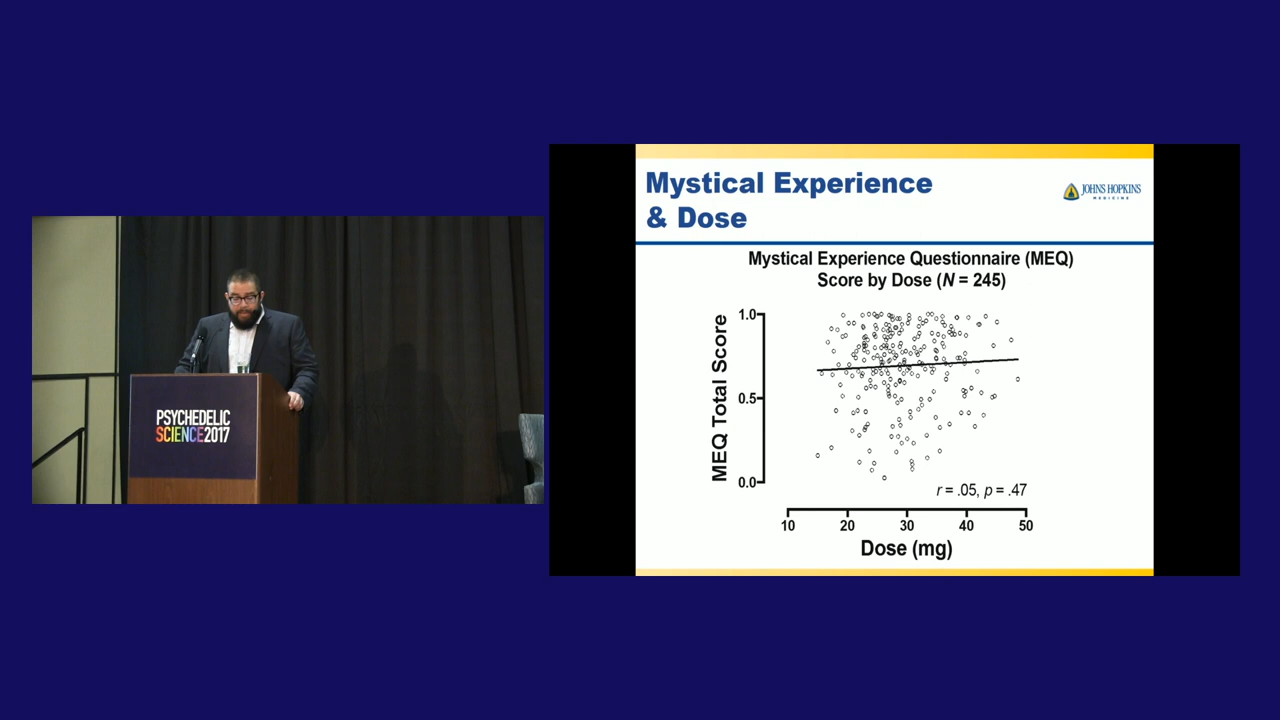 PSYCHEDELIC
SCIENCE2017
Mystical Experience
& Dose
JOHNS HOPKINS
MEDICINE
Mystical Experience Questionnaire (MEQ)
Score by Dose (N = 245)
MEQ Total Score
1.0
0.5
0.0
r = .05, p = .47
10 20 30 40 50
Dose (mg)